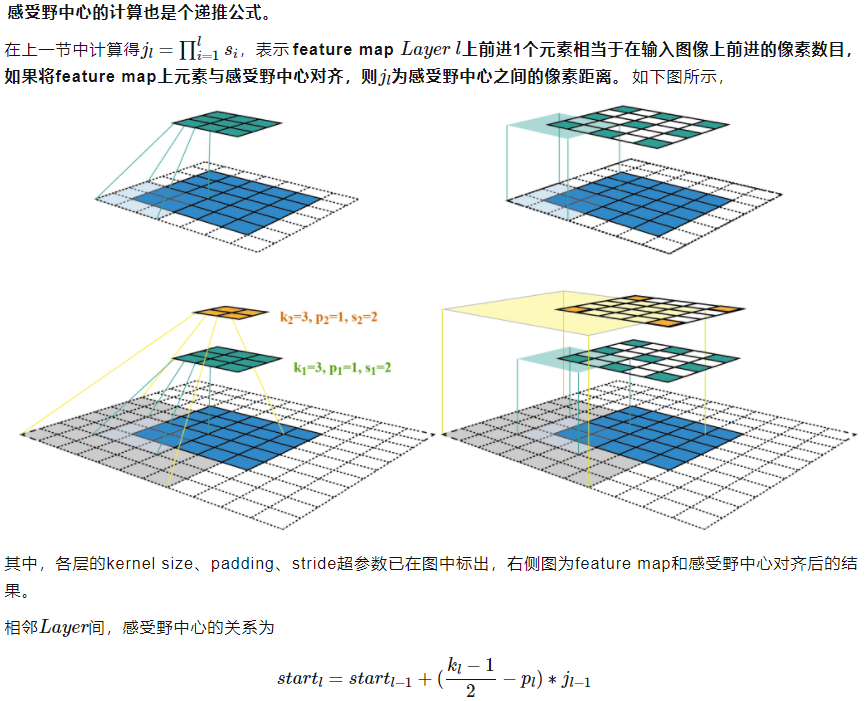 感受野中心的计算也是个递推公式。
在上一节中计算得$j_l = \prod_{i=1}^{l} s_i$，表示 feature map $Layer\ l$上前进1个元素相当于在输入图像上前进的像素数目，
如果将feature map上元素与感受野中心对齐，则$j_l$为感受野中心之间的像素距离。如下图所示，
k₂=3, p₂=1, s₂=2
k₁=3, p₁=1, s₁=2
其中，各层的kernel size、padding、stride超参数已在图中标出，右侧图为feature map和感受野中心对齐后的结
果。
相邻$Layer$间，感受野中心的关系为
$start_l = start_{l-1} + (\frac{k_l - 1}{2} - p_l) * j_{l-1}$